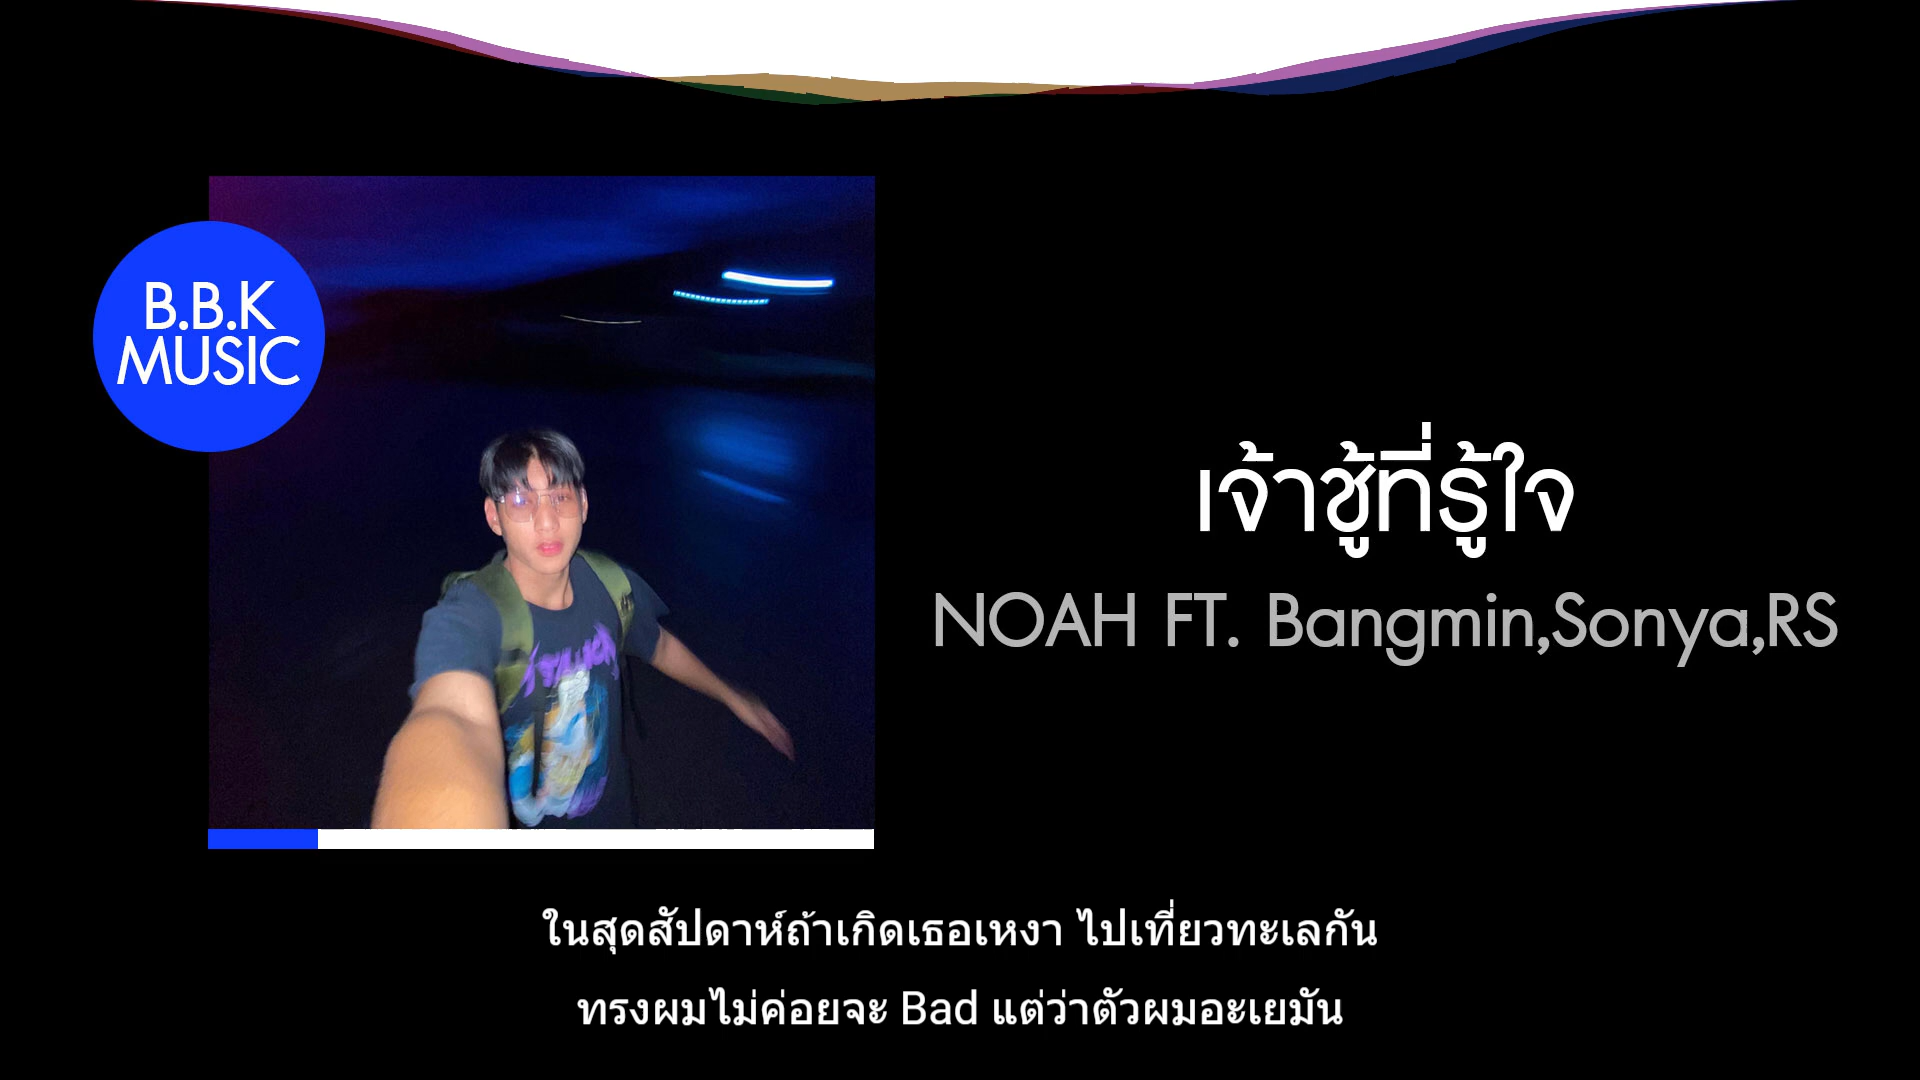 B.B.K
MUSIC
เจ้าชู้ที่รู้ใจ
NOAH FT. Bangmin,Sonya,RS
ในสุดสัปดาห์ถ้าเกิดเธอเหงา ไปเที่ยวทะเลกัน
ทรงผมไม่ค่อยจะ Bad แต่ว่าตัวผมอะเยมัน